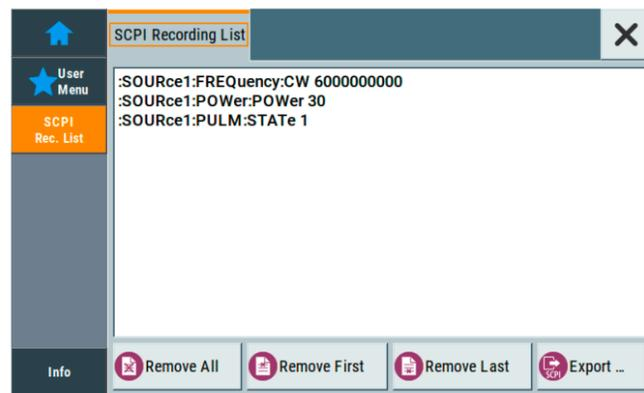 SCPI Recording List
User
Menu
SCPI
Rec. List
:SOURce1:FREQuency:CW 6000000000
:SOURce1:POWer:POWer 30
:SOURce1:PULM:STATe 1
Info
Remove All
Remove First
Remove Last
SCPI
Export ...